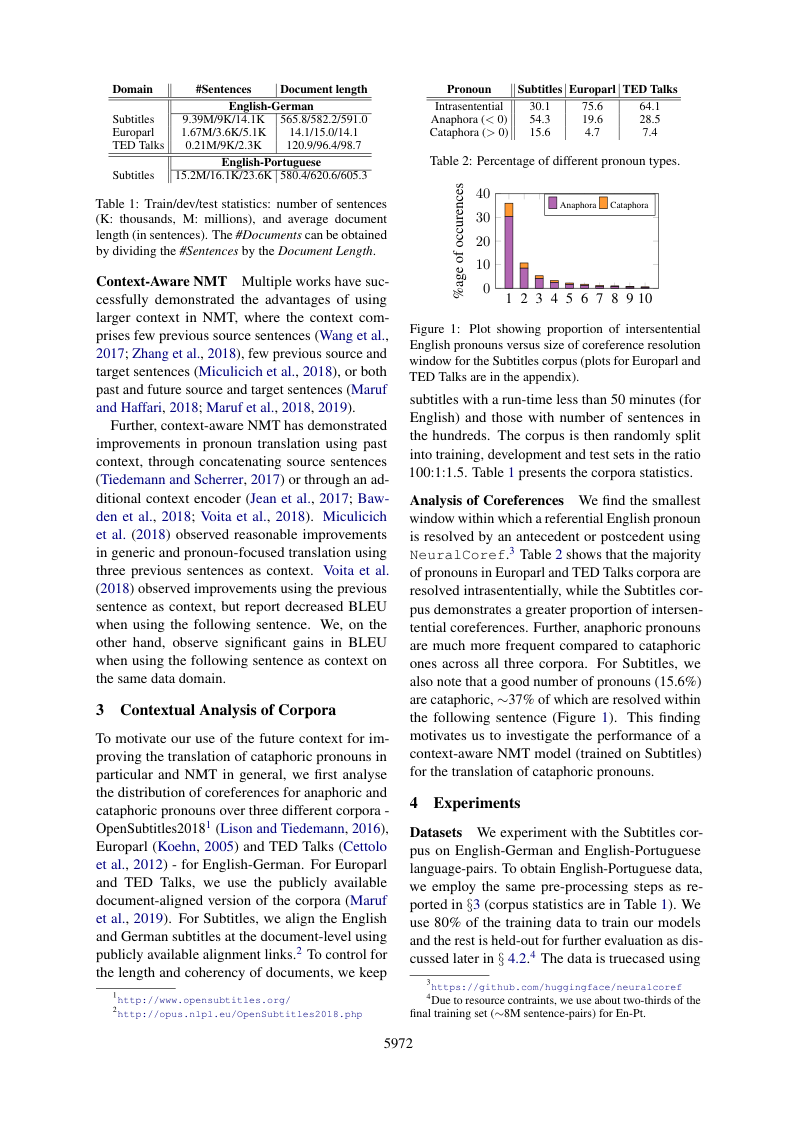 Domain #Sentences Document length
English-German
Subtitles 9.39M/9K/14.1K 565.8/582.2/591.0
Europarl 1.67M/3.6K/5.1K 14.1/15.0/14.1
TED Talks 0.21M/9K/2.3K 120.9/96.4/98.7
English-Portuguese
Subtitles 15.2M/16.1K/23.6K 580.4/620.6/605.3
Table 1: Train/dev/test statistics: number of sentences
(K: thousands, M: millions), and average document
length (in sentences). The #Documents can be obtained
by dividing the #Sentences by the Document Length.
Context-Aware NMT Multiple works have suc-
cessfully demonstrated the advantages of using
larger context in NMT, where the context com-
prises few previous source sentences (Wang et al.,
2017; Zhang et al., 2018), few previous source and
target sentences (Miculicich et al., 2018), or both
past and future source and target sentences (Maruf
and Haffari, 2018; Maruf et al., 2018, 2019).
Further, context-aware NMT has demonstrated
improvements in pronoun translation using past
context, through concatenating source sentences
(Tiedemann and Scherrer, 2017) or through an ad-
ditional context encoder (Jean et al., 2017; Baw-
den et al., 2018; Voita et al., 2018). Miculicich
et al. (2018) observed reasonable improvements
in generic and pronoun-focused translation using
three previous sentences as context. Voita et al.
(2018) observed improvements using the previous
sentence as context, but report decreased BLEU
when using the following sentence. We, on the
other hand, observe significant gains in BLEU
when using the following sentence as context on
the same data domain.
3 Contextual Analysis of Corpora
To motivate our use of the future context for im-
proving the translation of cataphoric pronouns in
particular and NMT in general, we first analyse
the distribution of coreferences for anaphoric and
cataphoric pronouns over three different corpora -
OpenSubtitles2018¹ (Lison and Tiedemann, 2016),
Europarl (Koehn, 2005) and TED Talks (Cettolo
et al., 2012) - for English-German. For Europarl
and TED Talks, we use the publicly available
document-aligned version of the corpora (Maruf
et al., 2019). For Subtitles, we align the English
and German subtitles at the document-level using
publicly available alignment links.² To control for
the length and coherency of documents, we keep
¹http://www.opensubtitles.org/
²http://opus.nlpl.eu/OpenSubtitles2018.php
Pronoun Subtitles Europarl TED Talks
Intrasentential 30.1 75.6 64.1
Anaphora (< 0) 54.3 19.6 28.5
Cataphora (> 0) 15.6 4.7 7.4
Table 2: Percentage of different pronoun types.
%age of occurences
40
30
20
10
0
Anaphora Cataphora
1 2 3 4 5 6 7 8 9 10
Figure 1: Plot showing proportion of intersentential
English pronouns versus size of coreference resolution
window for the Subtitles corpus (plots for Europarl and
TED Talks are in the appendix).
subtitles with a run-time less than 50 minutes (for
English) and those with number of sentences in
the hundreds. The corpus is then randomly split
into training, development and test sets in the ratio
100:1:1.5. Table 1 presents the corpora statistics.
Analysis of Coreferences We find the smallest
window within which a referential English pronoun
is resolved by an antecedent or postcedent using
NeuralCoref.³ Table 2 shows that the majority
of pronouns in Europarl and TED Talks corpora are
resolved intrasententially, while the Subtitles cor-
pus demonstrates a greater proportion of intersen-
tential coreferences. Further, anaphoric pronouns
are much more frequent compared to cataphoric
ones across all three corpora. For Subtitles, we
also note that a good number of pronouns (15.6%)
are cataphoric, ∼37% of which are resolved within
the following sentence (Figure 1). This finding
motivates us to investigate the performance of a
context-aware NMT model (trained on Subtitles)
for the translation of cataphoric pronouns.
4 Experiments
Datasets We experiment with the Subtitles cor-
pus on English-German and English-Portuguese
language-pairs. To obtain English-Portuguese data,
we employ the same pre-processing steps as re-
ported in §3 (corpus statistics are in Table 1). We
use 80% of the training data to train our models
and the rest is held-out for further evaluation as dis-
cussed later in § 4.2.⁴ The data is truecased using
³https://github.com/huggingface/neuralcoref
⁴Due to resource contraints, we use about two-thirds of the
final training set (∼8M sentence-pairs) for En-Pt.
5972